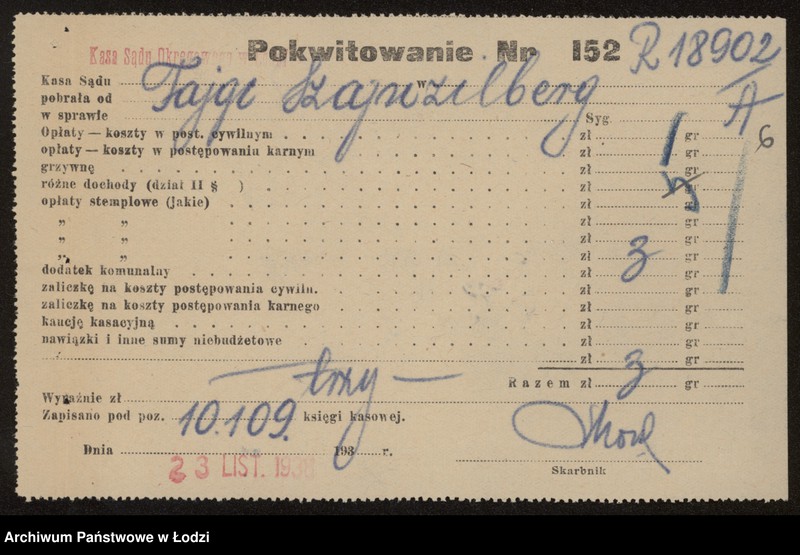 Pokwitowanie Nr 152 R 18902
Kasa Sądu Okręgowego w
A
6
Kasa Sądu w
pobrała od Fajgi Szajnzilberg
w sprawie Syg.
Opłaty — koszty w post. cywilnym zł gr
opłaty — koszty w postępowaniu karnym zł gr
grzywnę zł gr
różne dochody (dział II § ) zł gr
opłaty stemplowe (jakie) zł gr
„ „ zł gr
„ „ zł 3 gr
„ „ zł gr
dodatek komunalny zł gr
zaliczkę na koszty postępowania cywiln. zł gr
zaliczkę na koszty postępowania karnego zł gr
kaucję kasacyjną zł gr
nawiązki i inne sumy niebudżetowe zł gr
zł 3 gr
Razem zł gr
Wyraźnie zł — trzy —
Zapisano pod poz. 10.109. księgi kasowej.
Dnia 193 r.
23 LIST. 193
Skarbnik
Archiwum Państwowe w Łodzi